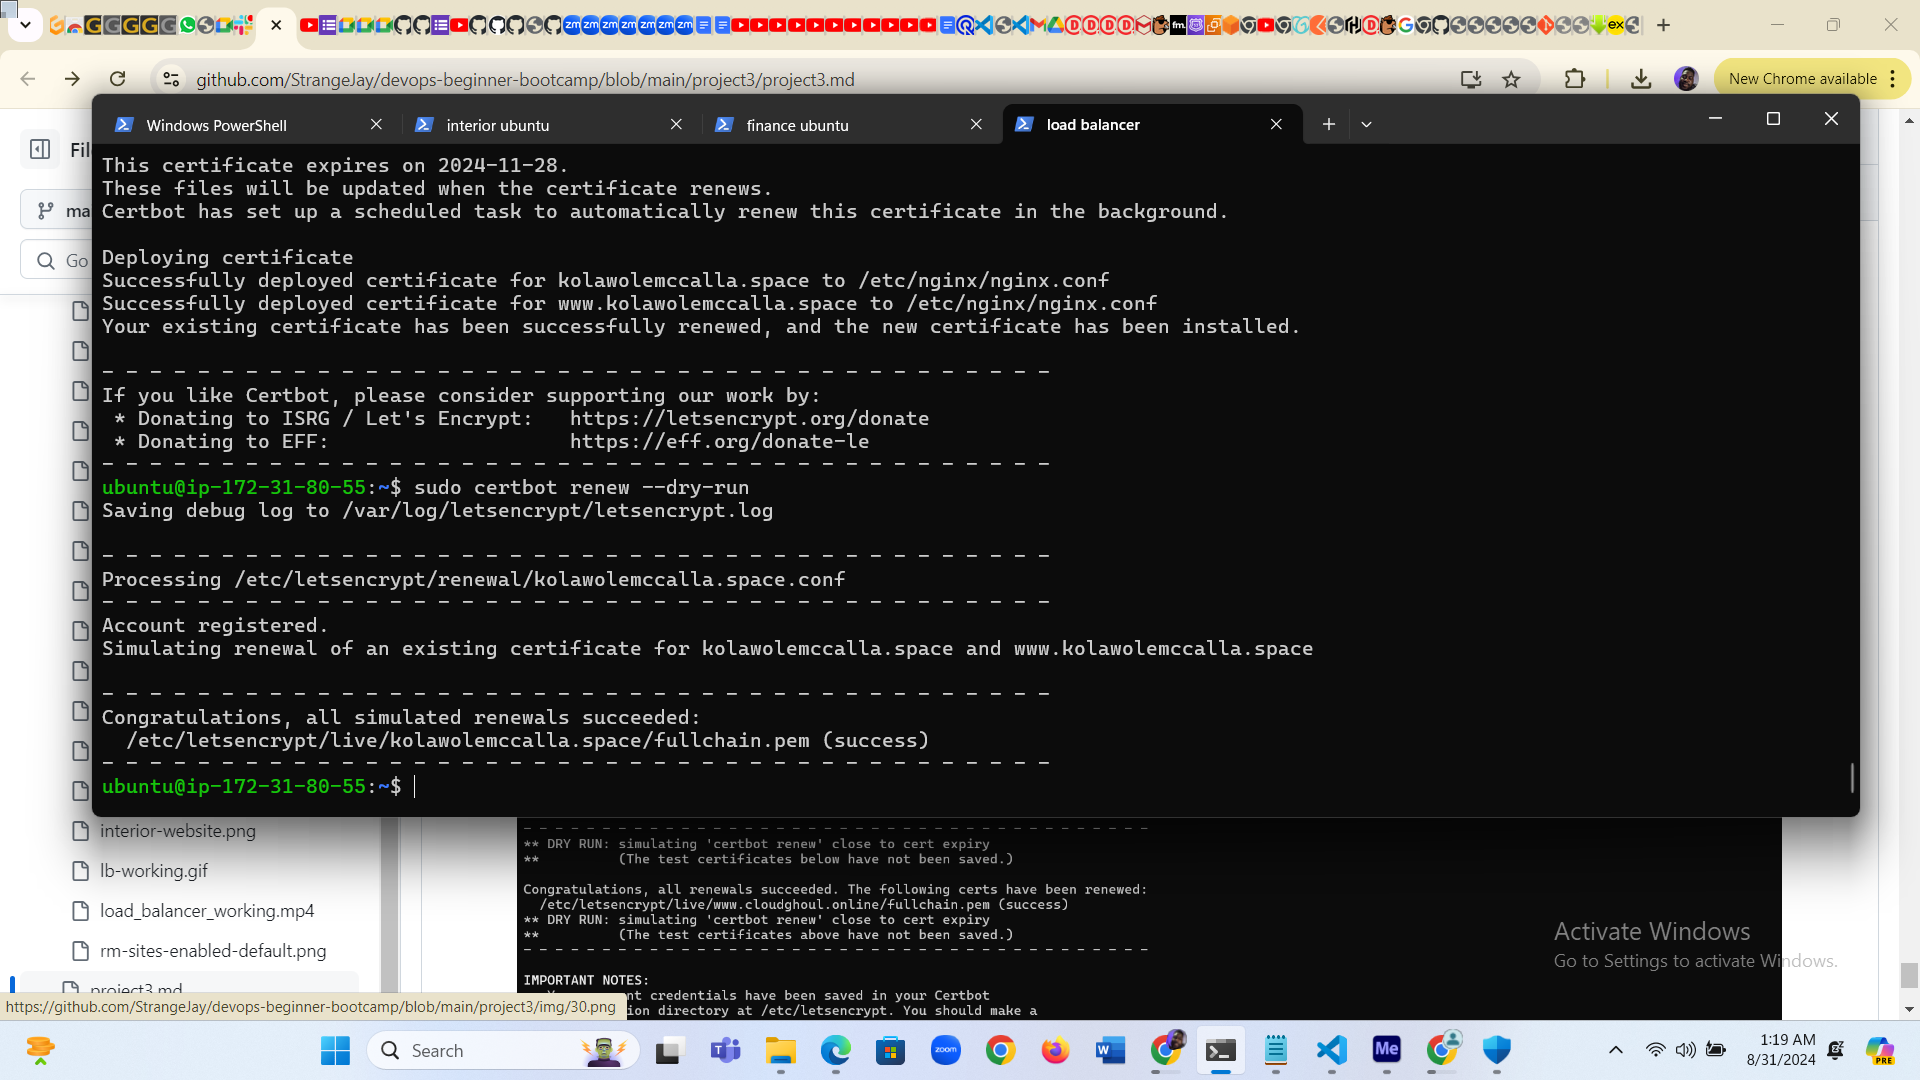 github.com/StrangeJay/devops-beginner-bootcamp/blob/main/project3/project3.md
New Chrome available
Windows PowerShell
interior ubuntu
finance ubuntu
load balancer
This certificate expires on 2024-11-28.
These files will be updated when the certificate renews.
Certbot has set up a scheduled task to automatically renew this certificate in the background.
Deploying certificate
Successfully deployed certificate for kolawolemccalla.space to /etc/nginx/nginx.conf
Successfully deployed certificate for www.kolawolemccalla.space to /etc/nginx/nginx.conf
Your existing certificate has been successfully renewed, and the new certificate has been installed.
- - - - - - - - - - - - - - - - - - - - - - - - - - - - - - - - - - - - - - - -
If you like Certbot, please consider supporting our work by:
* Donating to ISRG / Let's Encrypt: https://letsencrypt.org/donate
* Donating to EFF: https://eff.org/donate-le
- - - - - - - - - - - - - - - - - - - - - - - - - - - - - - - - - - - - - - - -
ubuntu@ip-172-31-80-55:~$ sudo certbot renew --dry-run
Saving debug log to /var/log/letsencrypt/letsencrypt.log
- - - - - - - - - - - - - - - - - - - - - - - - - - - - - - - - - - - - - - - -
Processing /etc/letsencrypt/renewal/kolawolemccalla.space.conf
- - - - - - - - - - - - - - - - - - - - - - - - - - - - - - - - - - - - - - - -
Account registered.
Simulating renewal of an existing certificate for kolawolemccalla.space and www.kolawolemccalla.space
- - - - - - - - - - - - - - - - - - - - - - - - - - - - - - - - - - - - - - - -
Congratulations, all simulated renewals succeeded:
/etc/letsencrypt/live/kolawolemccalla.space/fullchain.pem (success)
- - - - - - - - - - - - - - - - - - - - - - - - - - - - - - - - - - - - - - - -
ubuntu@ip-172-31-80-55:~$
Fil
ma
Go
interior-website.png
lb-working.gif
load_balancer_working.mp4
rm-sites-enabled-default.png
project3.md
- - - - - - - - - - - - - - - - - - - - - - - - - - - - - - - - - - - - - - - -
** DRY RUN: simulating 'certbot renew' close to cert expiry
** (The test certificates below have not been saved.)
Congratulations, all renewals succeeded. The following certs have been renewed:
/etc/letsencrypt/live/www.cloudghoul.online/fullchain.pem (success)
** DRY RUN: simulating 'certbot renew' close to cert expiry
** (The test certificates above have not been saved.)
- - - - - - - - - - - - - - - - - - - - - - - - - - - - - - - - - - - - - - - -
IMPORTANT NOTES:
nt credentials have been saved in your Certbot
ion directory at /etc/letsencrypt. You should make a
Activate Windows
Go to Settings to activate Windows.
https://github.com/StrangeJay/devops-beginner-bootcamp/blob/main/project3/img/30.png
Search
zoom
Me
1:19 AM
8/31/2024
PRE